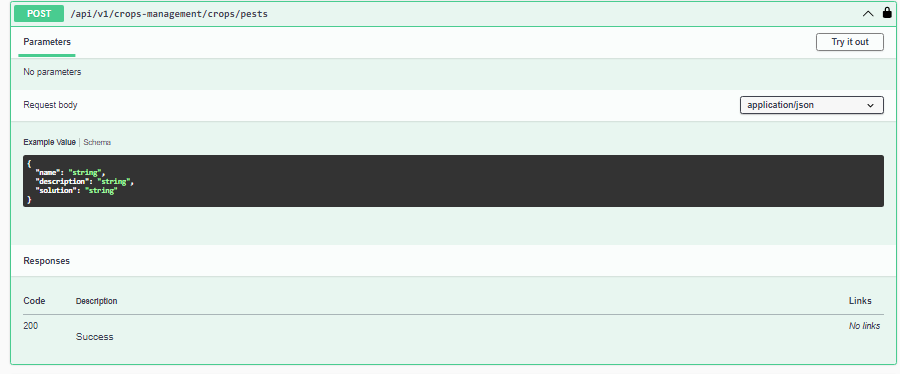 POST /api/v1/crops-management/crops/pests
Parameters Try it out
No parameters
Request body application/json
Example Value | Schema
{
"name": "string",
"description": "string",
"solution": "string"
}
Responses
Code Description Links
200 Success No links